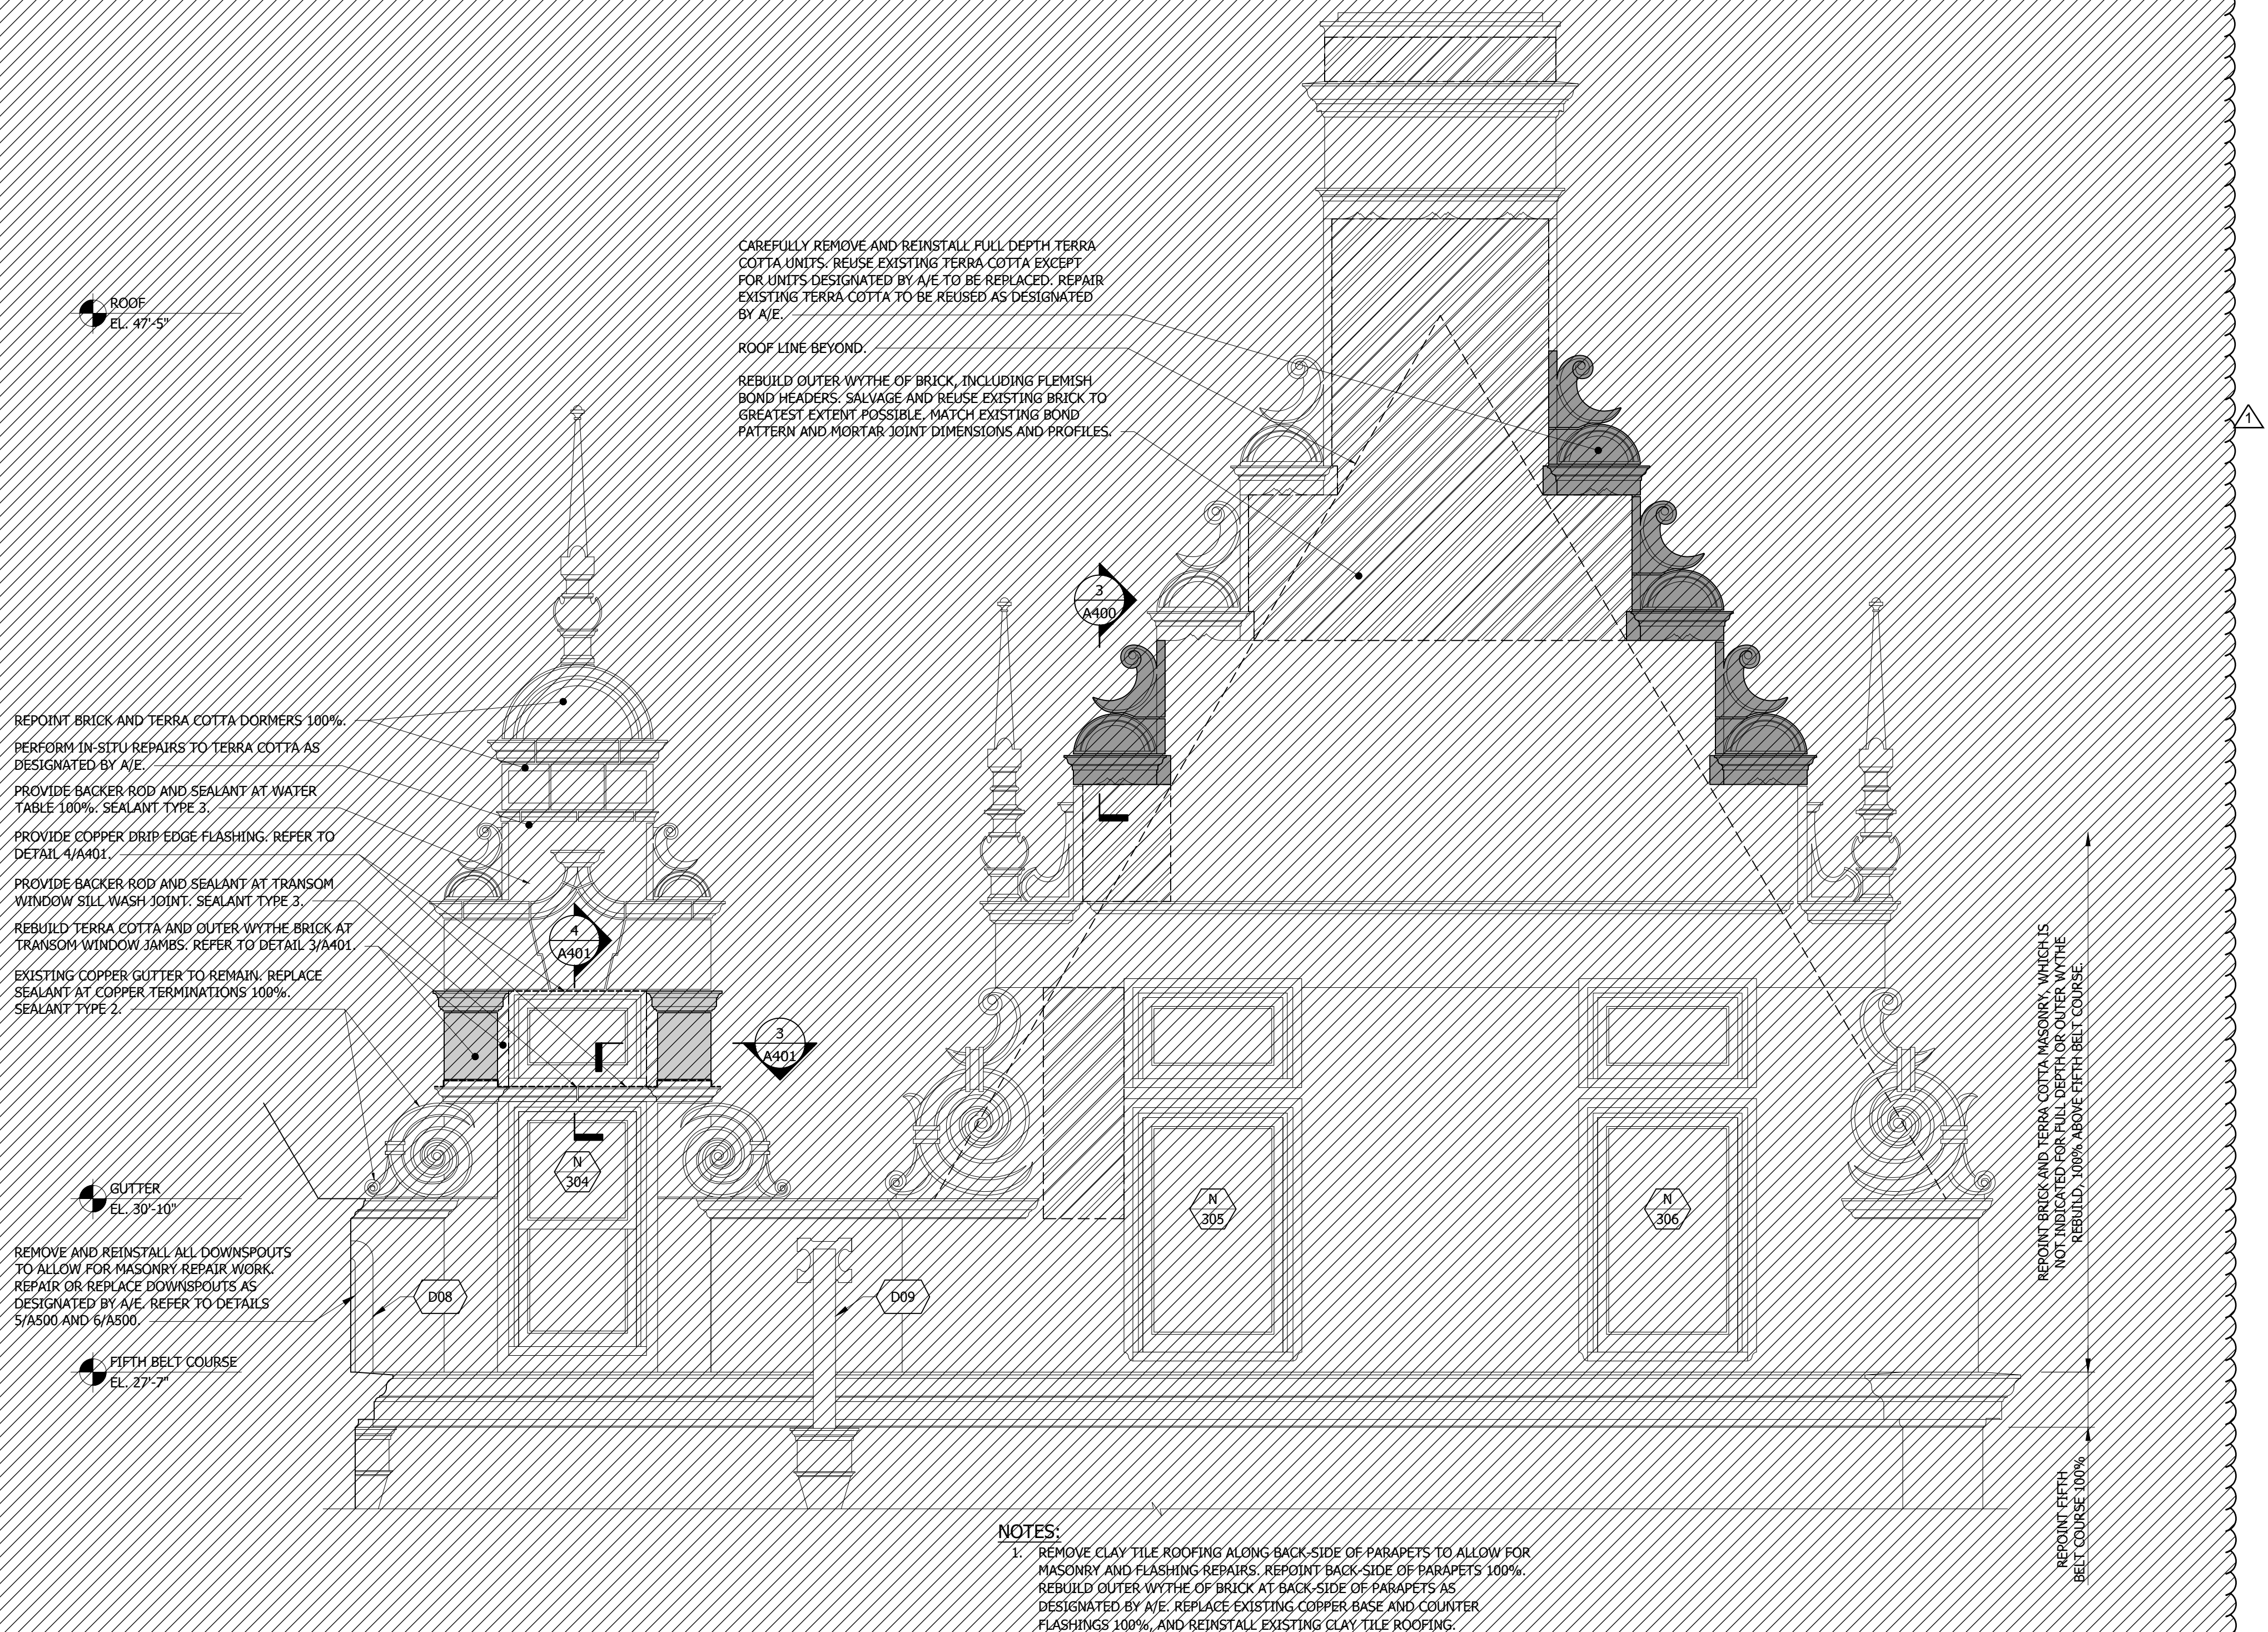 CAREFULLY REMOVE AND REINSTALL FULL DEPTH TERRA
COTTA UNITS. REUSE EXISTING TERRA COTTA EXCEPT
FOR UNITS DESIGNATED BY A/E TO BE REPLACED. REPAIR
EXISTING TERRA COTTA TO BE REUSED AS DESIGNATED
BY A/E.
ROOF
EL. 47'-5"
ROOF LINE BEYOND.
REBUILD OUTER WYTHE OF BRICK, INCLUDING FLEMISH
BOND HEADERS. SALVAGE AND REUSE EXISTING BRICK TO
GREATEST EXTENT POSSIBLE. MATCH EXISTING BOND
PATTERN AND MORTAR JOINT DIMENSIONS AND PROFILES.
1
3
A400
REPOINT BRICK AND TERRA COTTA DORMERS 100%.
PERFORM IN-SITU REPAIRS TO TERRA COTTA AS
DESIGNATED BY A/E.
PROVIDE BACKER ROD AND SEALANT AT WATER
TABLE 100%. SEALANT TYPE 3.
PROVIDE COPPER DRIP EDGE FLASHING. REFER TO
DETAIL 4/A401.
PROVIDE BACKER ROD AND SEALANT AT TRANSOM
WINDOW SILL WASH JOINT. SEALANT TYPE 3.
REBUILD TERRA COTTA AND OUTER WYTHE BRICK AT
TRANSOM WINDOW JAMBS. REFER TO DETAIL 3/A401.
EXISTING COPPER GUTTER TO REMAIN. REPLACE
SEALANT AT COPPER TERMINATIONS 100%.
SEALANT TYPE 2.
4
A401
3
A401
N
304
N
305
N
306
GUTTER
EL. 30'-10"
REMOVE AND REINSTALL ALL DOWNSPOUTS
TO ALLOW FOR MASONRY REPAIR WORK.
REPAIR OR REPLACE DOWNSPOUTS AS
DESIGNATED BY A/E. REFER TO DETAILS
5/A500 AND 6/A500.
D08
D09
FIFTH BELT COURSE
EL. 27'-7"
REPOINT BRICK AND TERRA COTTA MASONRY, WHICH IS
NOT INDICATED FOR FULL DEPTH OR OUTER WYTHE
REBUILD, 100% ABOVE FIFTH BELT COURSE.
REPOINT FIFTH
BELT COURSE 100%
NOTES:
1. REMOVE CLAY TILE ROOFING ALONG BACK-SIDE OF PARAPETS TO ALLOW FOR
MASONRY AND FLASHING REPAIRS. REPOINT BACK-SIDE OF PARAPETS 100%.
REBUILD OUTER WYTHE OF BRICK AT BACK-SIDE OF PARAPETS AS
DESIGNATED BY A/E. REPLACE EXISTING COPPER BASE AND COUNTER
FLASHINGS 100%, AND REINSTALL EXISTING CLAY TILE ROOFING.